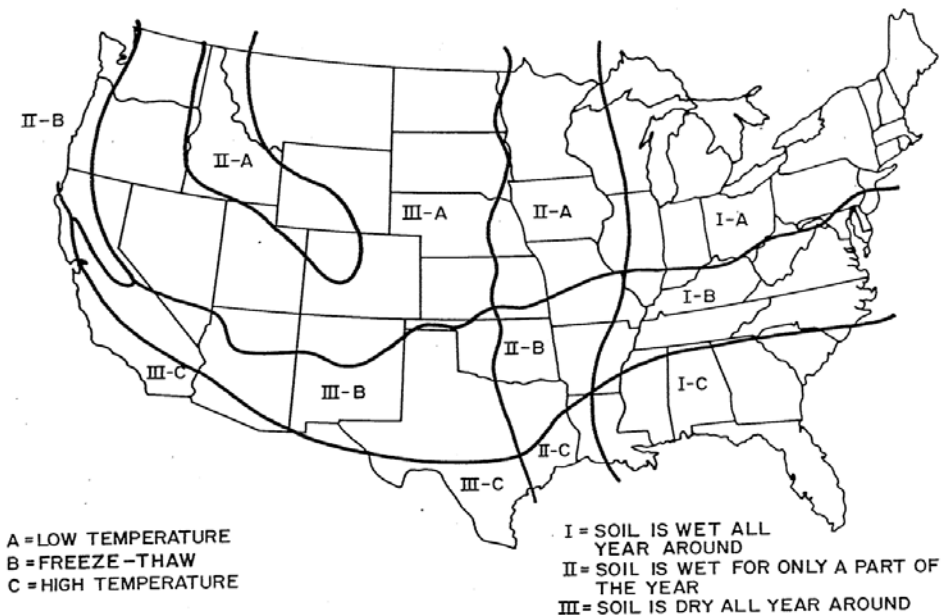 II-B
II-A
III-A
II-A
I-A
I-B
II-B
III-C
III-B
I-C
II-C
III-C
A = LOW TEMPERATURE
B = FREEZE-THAW
C = HIGH TEMPERATURE
I = SOIL IS WET ALL
YEAR AROUND
II = SOIL IS WET FOR ONLY A PART OF
THE YEAR
III = SOIL IS DRY ALL YEAR AROUND